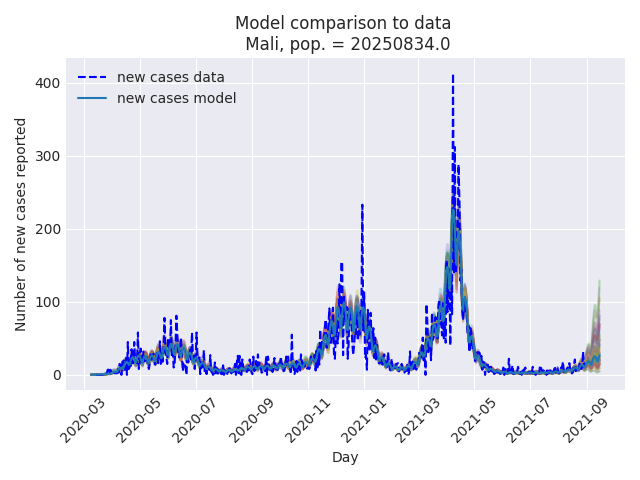 Model comparison to data
Mali, pop. = 20250834.0
new cases data
new cases model
Number of new cases reported
400
300
200
100
0
2020-03
2020-05
2020-07
2020-09
2020-11
2021-01
2021-03
2021-05
2021-07
2021-09
Day